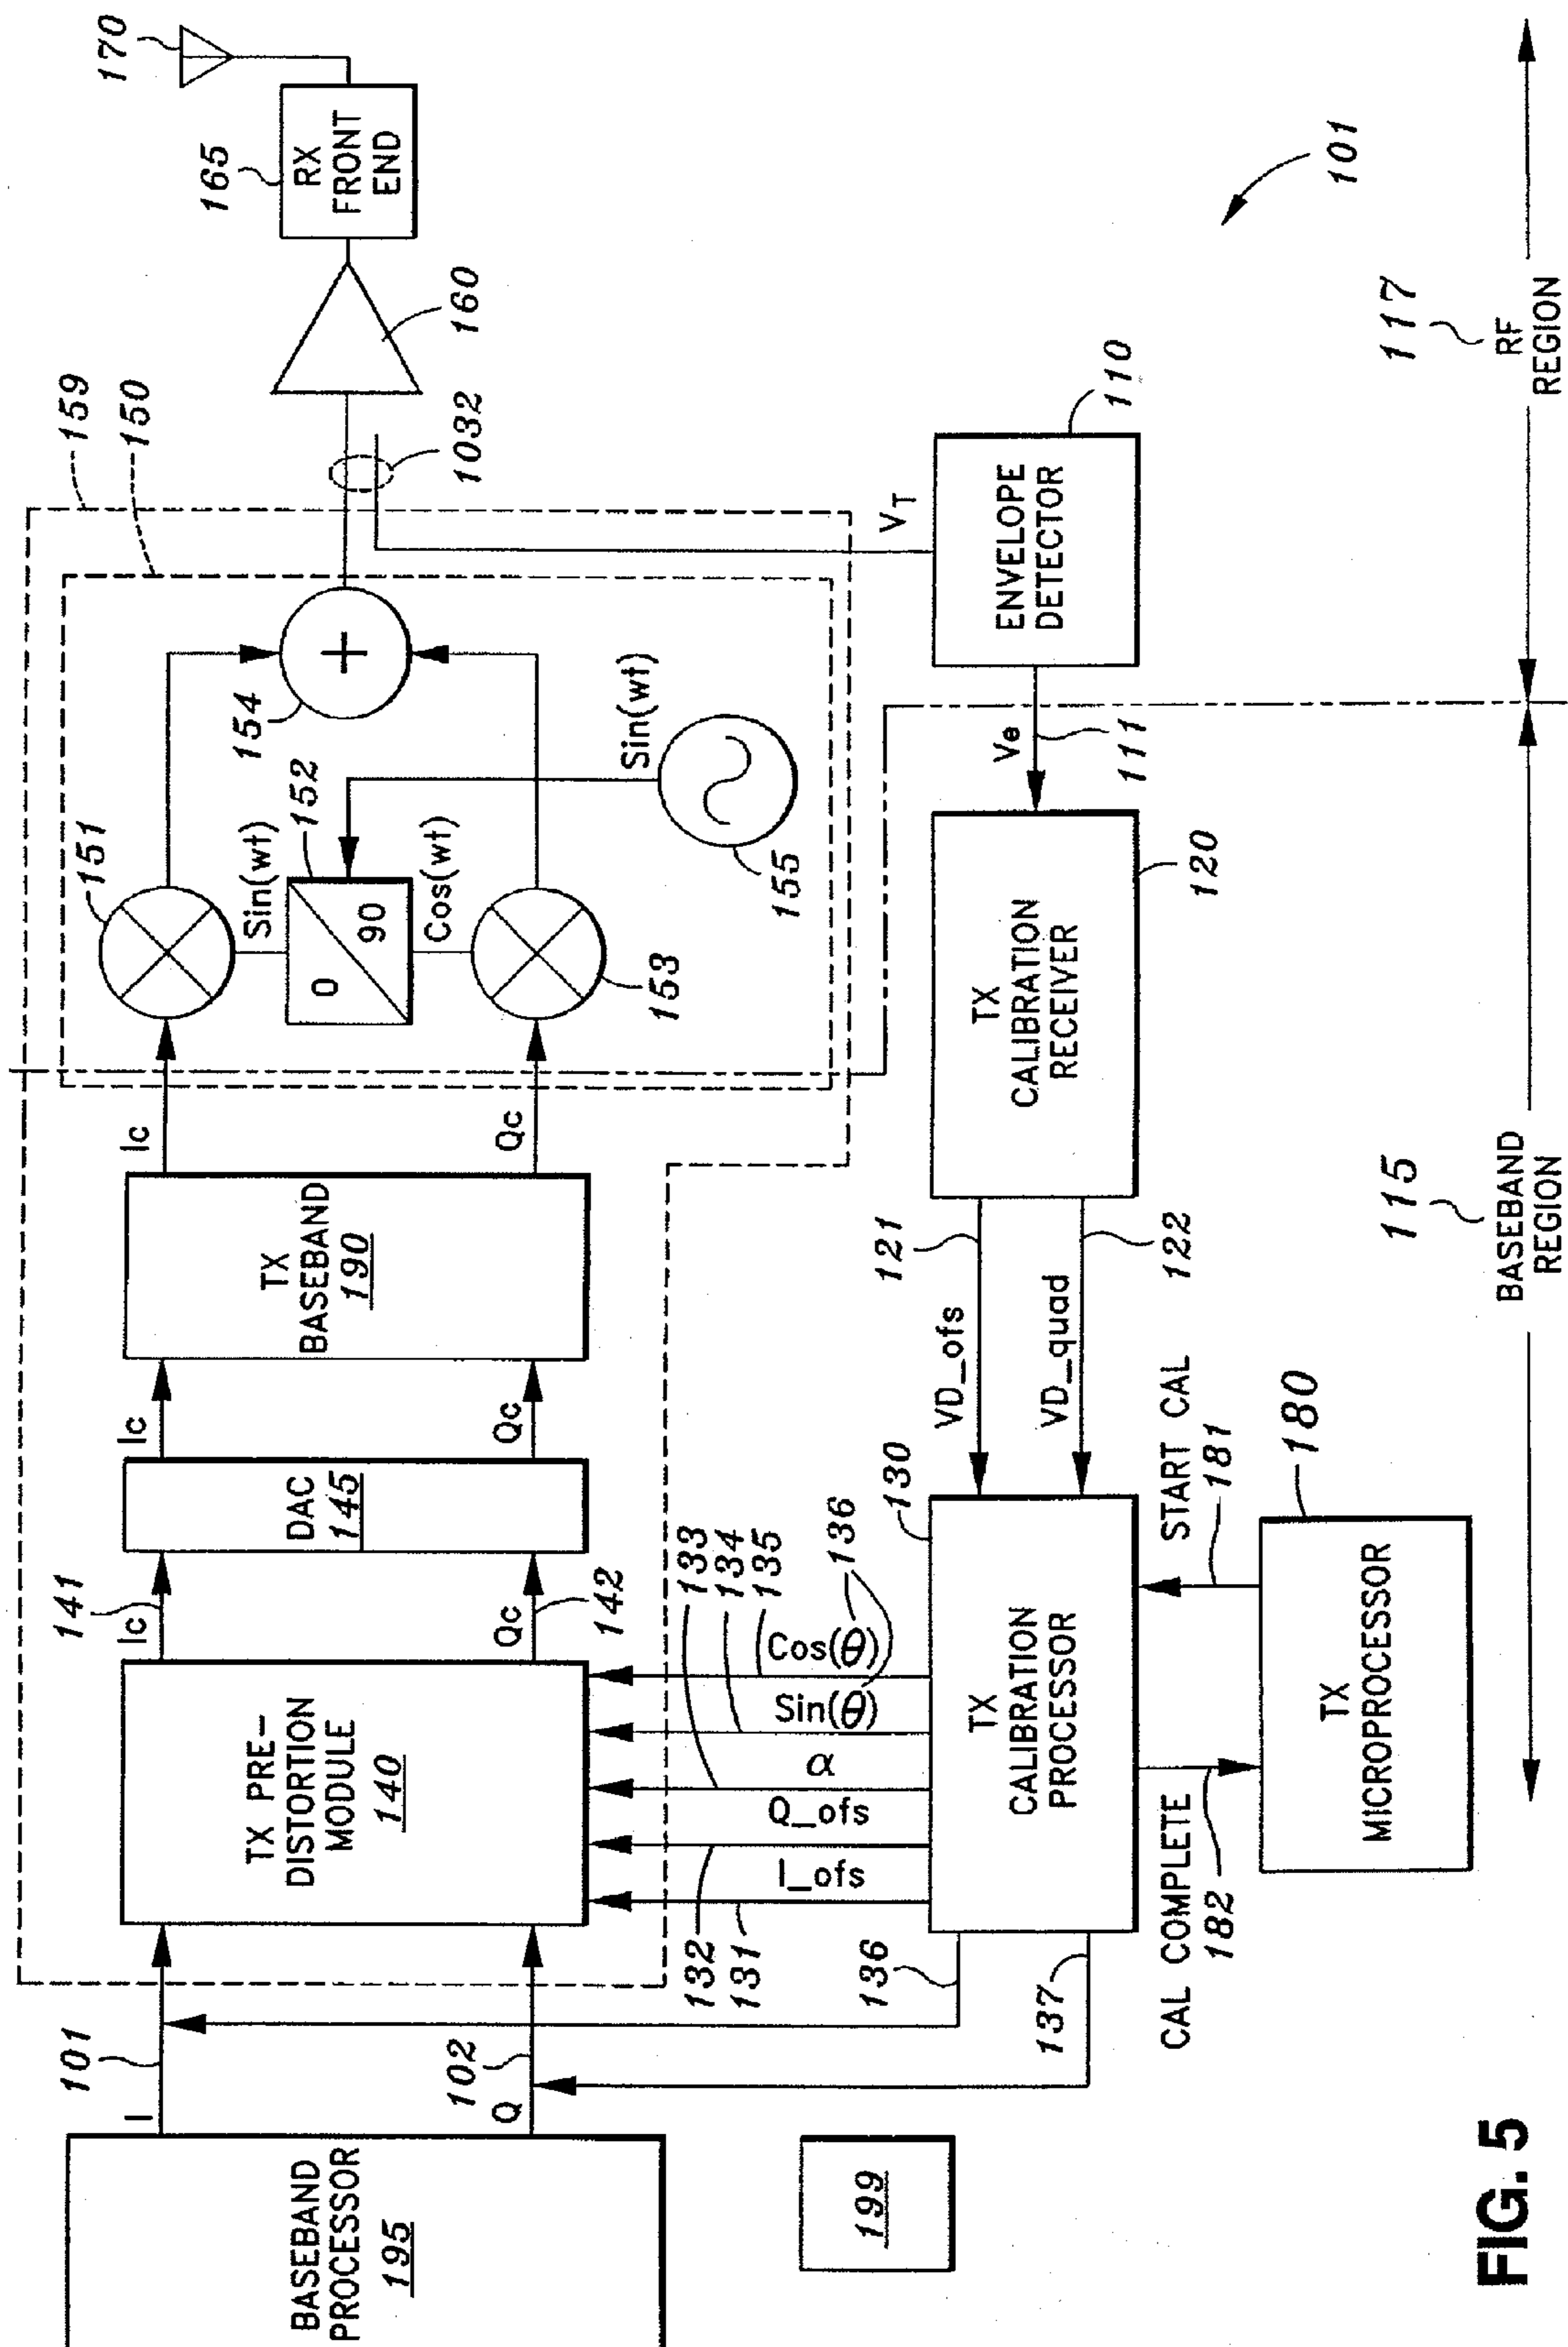 BASEBAND
PROCESSOR
195
I
101
Q
102
TX PRE-
DISTORTION
MODULE
140
Ic
141
Qc
142
DAC
145
Ic
Qc
TX
BASEBAND
190
Ic
Qc
151
Sin(wt)
0
90
152
Cos(wt)
153
154
+
Sin(wt)
155
159
150
1032
160
RX
FRONT
END
165
170
199
136
137
132
131
I_ofs
Q_ofs
α
Sin(θ)
Cos(θ)
133
134
135
136
TX
CALIBRATION
PROCESSOR
130
VD_ofs
121
VD_quad
122
TX
CALIBRATION
RECEIVER
120
Ve
111
ENVELOPE
DETECTOR
110
VT
CAL COMPLETE
182
START CAL
181
TX
MICROPROCESSOR
180
101
115
BASEBAND
REGION
117
RF
REGION
FIG. 5